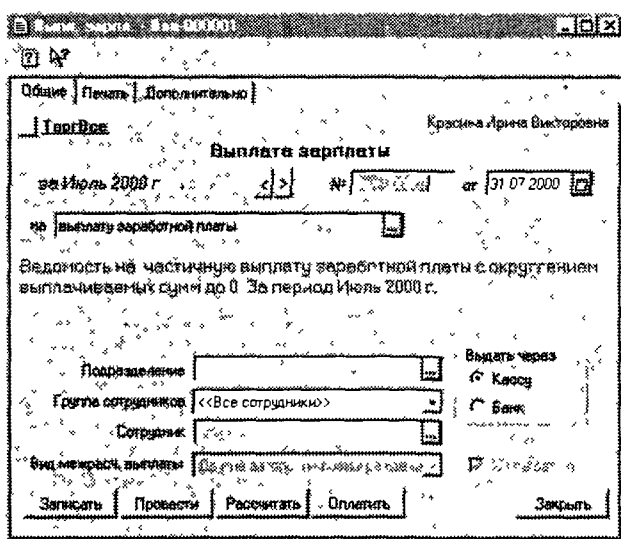 Общие Печать Дополнительно
ТоргВсе Красина Ирина Викторовна
Выплата зарплаты
за Июль 2000 г < > № от 31 07 2000
на выплату заработной платы ...
Ведомость на частичную выплату заработной платы с округлением
выплачиваемых сумм до 0 За период Июль 2000 г.
Выдать через
Подразделение ...
Кассу
Группа сотрудников <<Все сотрудники>>
Банк
Сотрудник ...
Вид межрасч. выплаты
Записать Провести Рассчитать Оплатить Закрыть